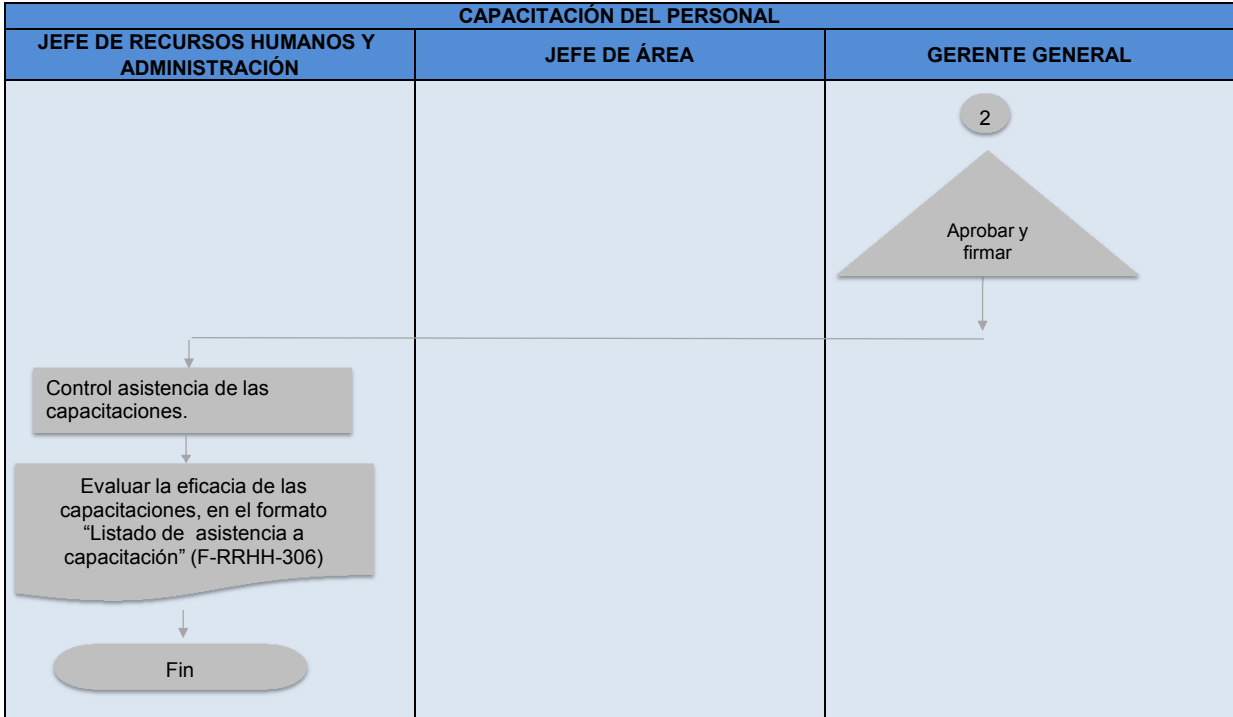 CAPACITACIÓN DEL PERSONAL
JEFE DE RECURSOS HUMANOS Y
ADMINISTRACIÓN
JEFE DE ÁREA
GERENTE GENERAL
2
Aprobar y
firmar
Control asistencia de las
capacitaciones.
Evaluar la eficacia de las
capacitaciones, en el formato
“Listado de asistencia a
capacitación” (F-RRHH-306)
Fin